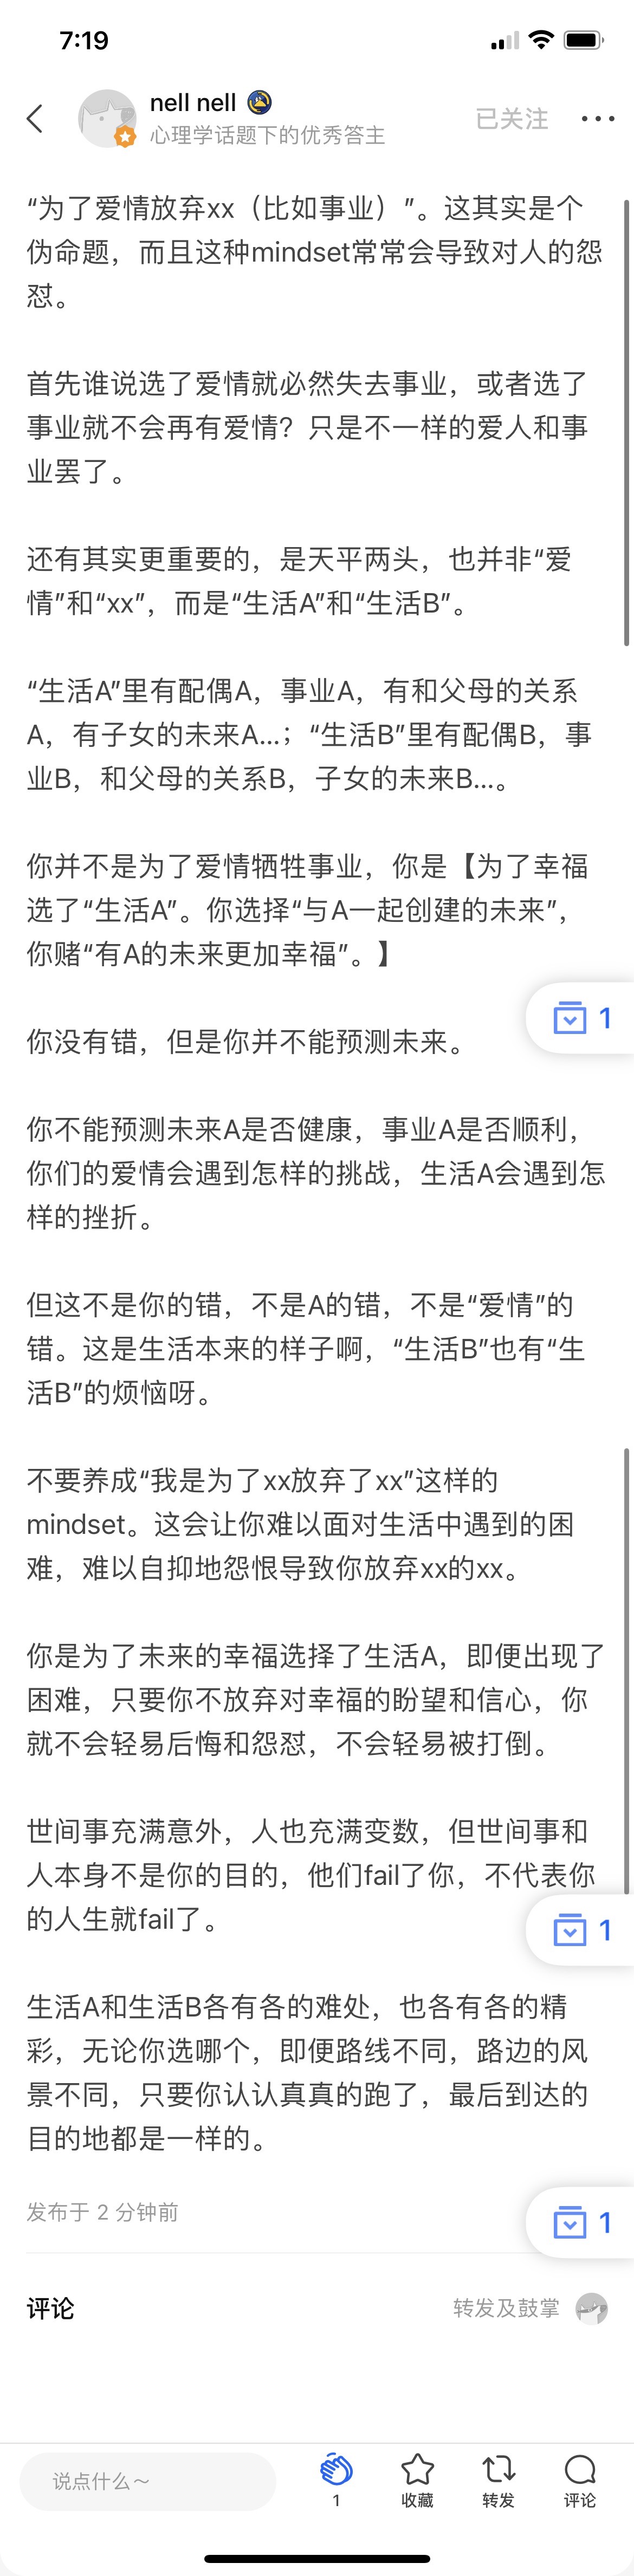 7:19
nell nell
心理学话题下的优秀答主
已关注
“为了爱情放弃xx（比如事业）”。这其实是个
伪命题，而且这种mindset常常会导致对人的怨
怼。
首先谁说选了爱情就必然失去事业，或者选了
事业就不会再有爱情？只是不一样的爱人和事
业罢了。
还有其实更重要的，是天平两头，也并非“爱
情”和“xx”，而是“生活A”和“生活B”。
“生活A”里有配偶A，事业A，有和父母的关系
A，有子女的未来A...；“生活B”里有配偶B，事
业B，和父母的关系B，子女的未来B...。
你并不是为了爱情牺牲事业，你是【为了幸福
选了“生活A”。你选择“与A一起创建的未来”，
你赌“有A的未来更加幸福”。】
1
你没有错，但是你并不能预测未来。
你不能预测未来A是否健康，事业A是否顺利，
你们的爱情会遇到怎样的挑战，生活A会遇到怎
样的挫折。
但这不是你的错，不是A的错，不是“爱情”的
错。这是生活本来的样子啊，“生活B”也有“生
活B”的烦恼呀。
不要养成“我是为了xx放弃了xx”这样的
mindset。这会让你难以面对生活中遇到的困
难，难以自抑地怨恨导致你放弃xx的xx。
你是为了未来的幸福选择了生活A，即便出现了
困难，只要你不放弃对幸福的盼望和信心，你
就不会轻易后悔和怨怼，不会轻易被打倒。
世间事充满意外，人也充满变数，但世间事和
人本身不是你的目的，他们fail了你，不代表你
的人生就fail了。
1
生活A和生活B各有各的难处，也各有各的精
彩，无论你选哪个，即便路线不同，路边的风
景不同，只要你认认真真的跑了，最后到达的
目的地都是一样的。
发布于 2 分钟前
1
评论
转发及鼓掌
说点什么～
1
收藏
转发
评论